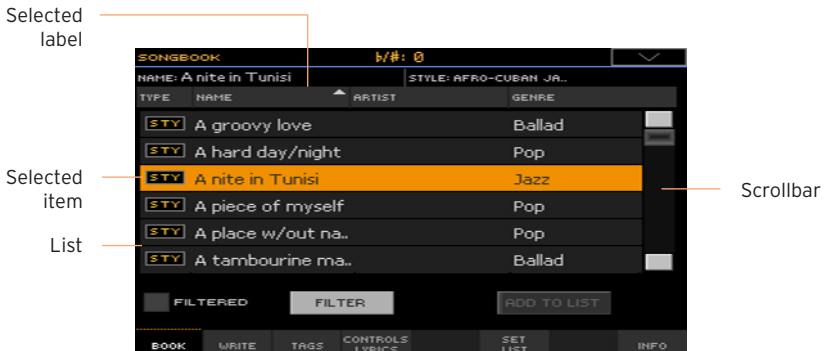 Selected
label
SONGBOOK ♭/#: 0
NAME: A nite in Tunisi STYLE: AFRO-CUBAN JA..
TYPE NAME ARTIST GENRE
STY A groovy love Ballad
STY A hard day/night Pop
Selected
item
STY A nite in Tunisi Jazz
Scrollbar
STY A piece of myself Pop
List
STY A place w/out na.. Pop
STY A tambourine ma.. Ballad
FILTERED FILTER ADD TO LIST
BOOK WRITE TAGS CONTROLS
LYRICS SET
LIST INFO